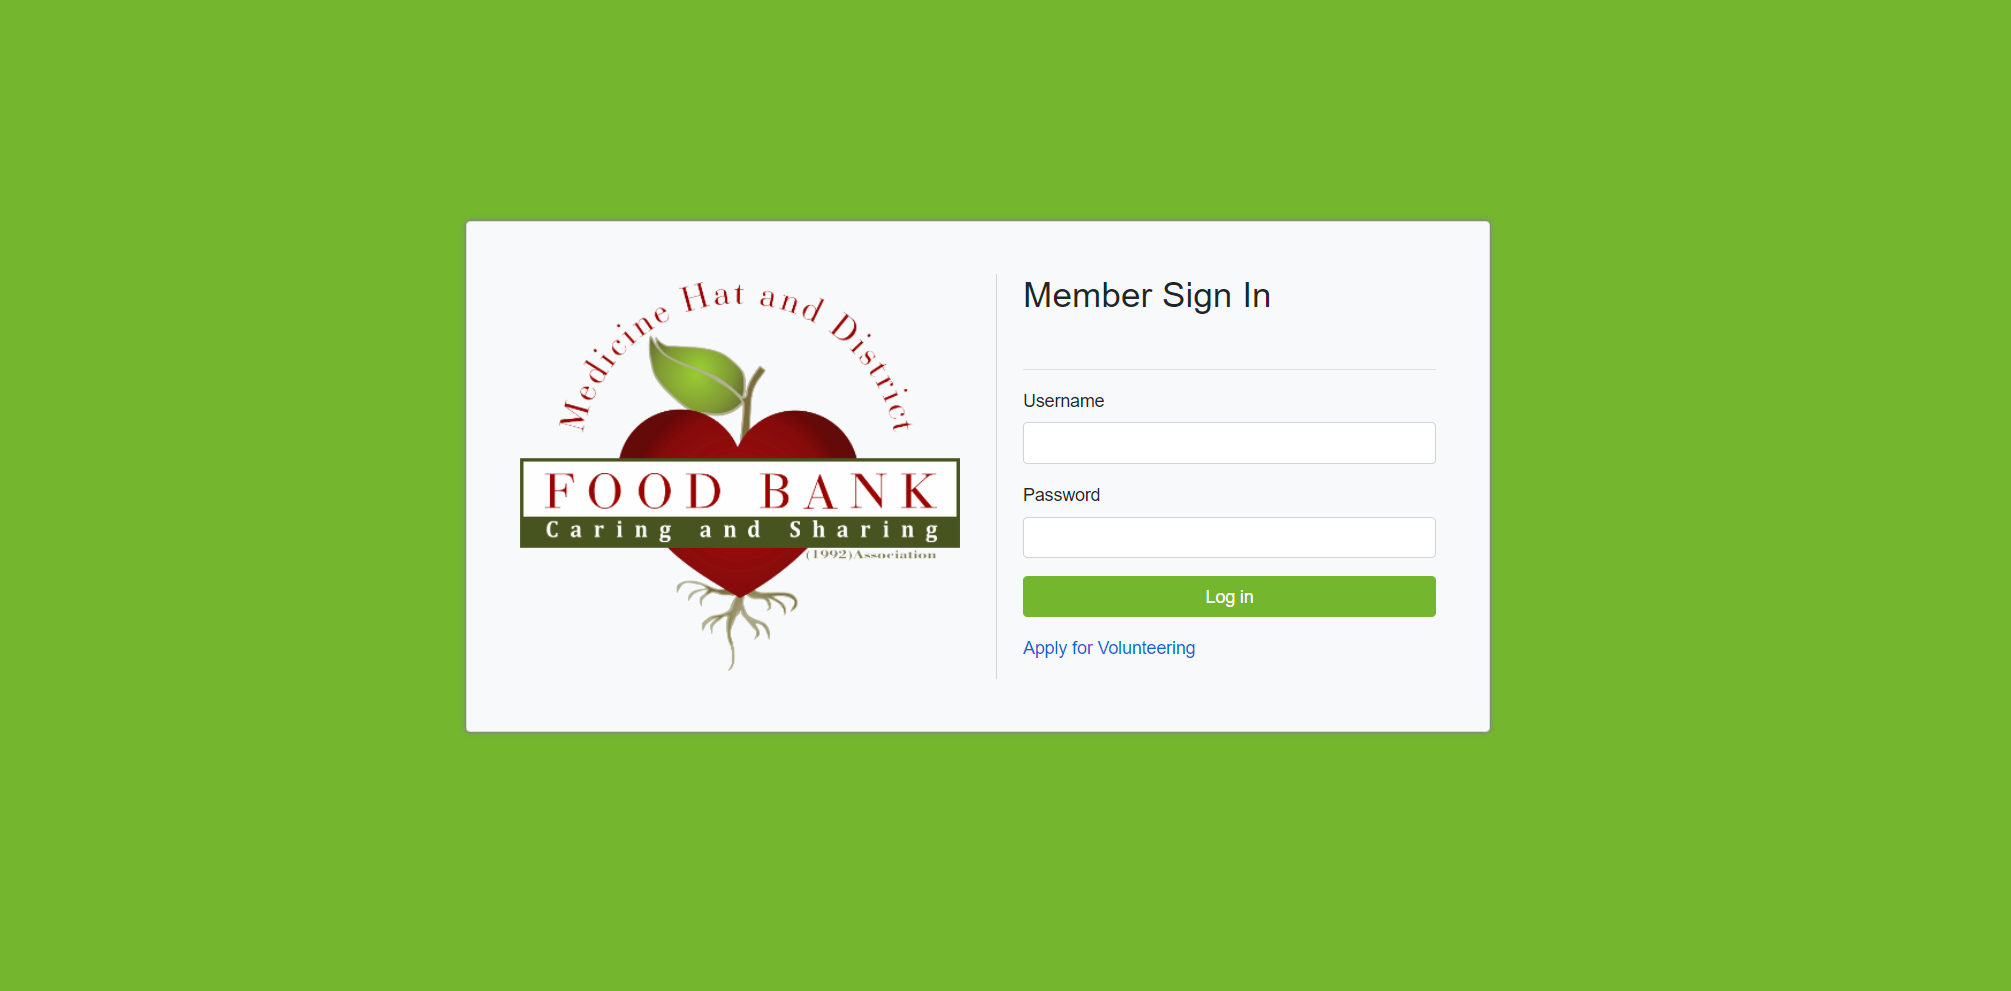 Medicine Hat and District
FOOD BANK
Caring and Sharing
(1992)Association
Member Sign In
Username
Password
Log in
Apply for Volunteering